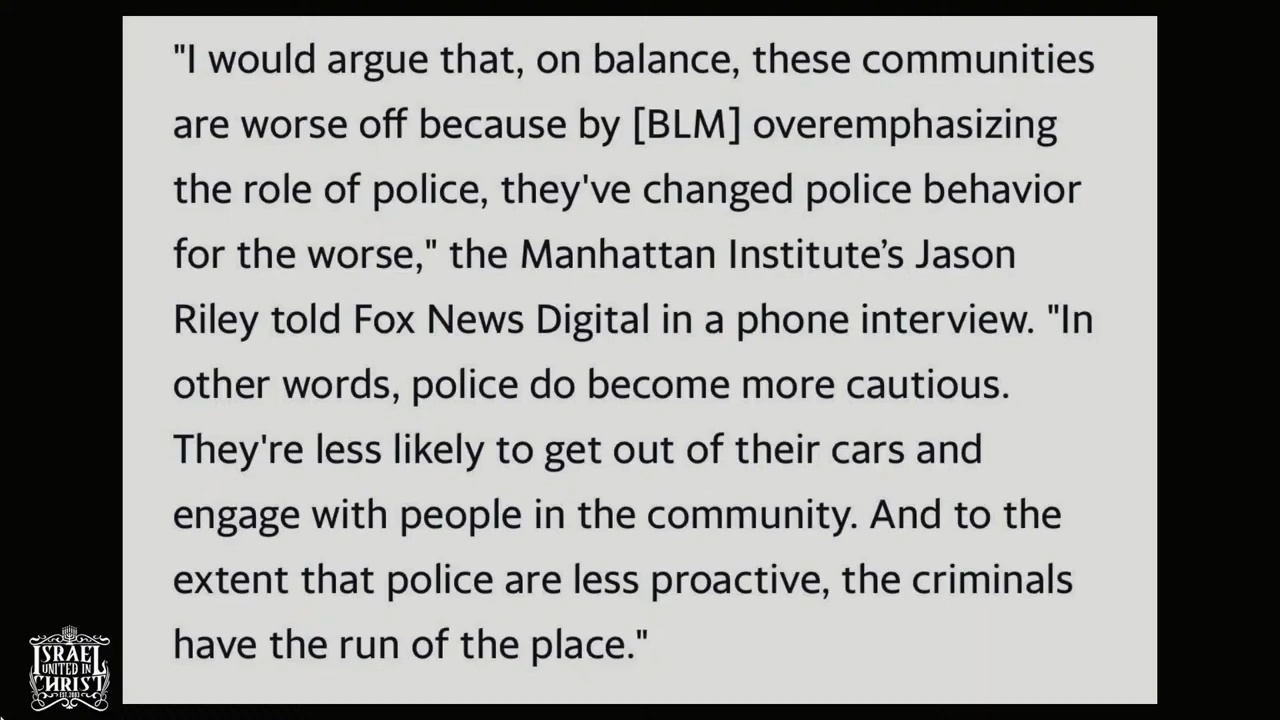 "I would argue that, on balance, these communities
are worse off because by [BLM] overemphasizing
the role of police, they've changed police behavior
for the worse," the Manhattan Institute’s Jason
Riley told Fox News Digital in a phone interview. "In
other words, police do become more cautious.
They're less likely to get out of their cars and
engage with people in the community. And to the
extent that police are less proactive, the criminals
have the run of the place."
ISRAEL
UNITED IN
CHRIST
EST. 2003